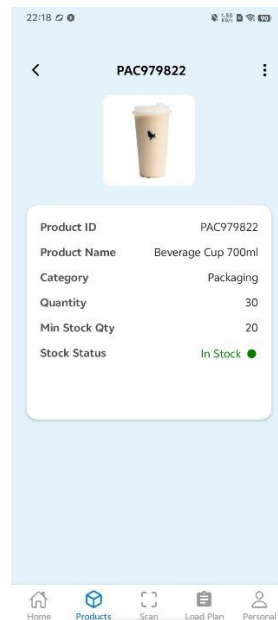 22:18
PAC979822
Product ID PAC979822
Product Name Beverage Cup 700ml
Category Packaging
Quantity 30
Min Stock Qty 20
Stock Status In Stock
Home Products Scan Load Plan Personal